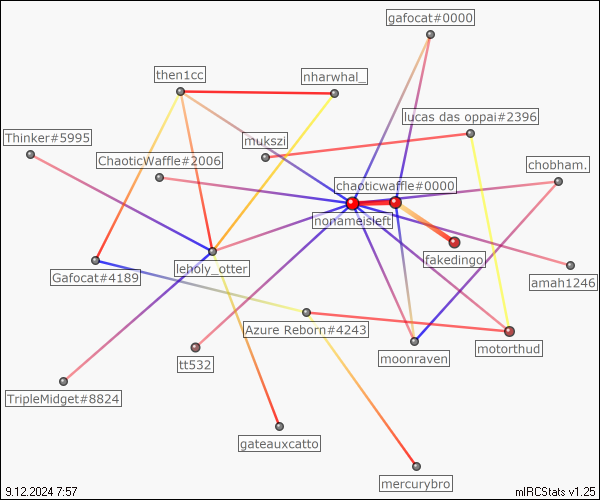 gafocat#0000
then1cc
nharwhal_
lucas das oppai#2396
Thinker#5995
mukszi
ChaoticWaffle#2006
chobham.
chaoticwaffle#0000
nonameisleft
fakedingo
Gafocat#4189
leholy_otter
amah1246
Azure Reborn#4243
motorthud
moonraven
tt532
TripleMidget#8824
gateauxcatto
mercurybro
9.12.2024 7:57
mIRCStats v1.25